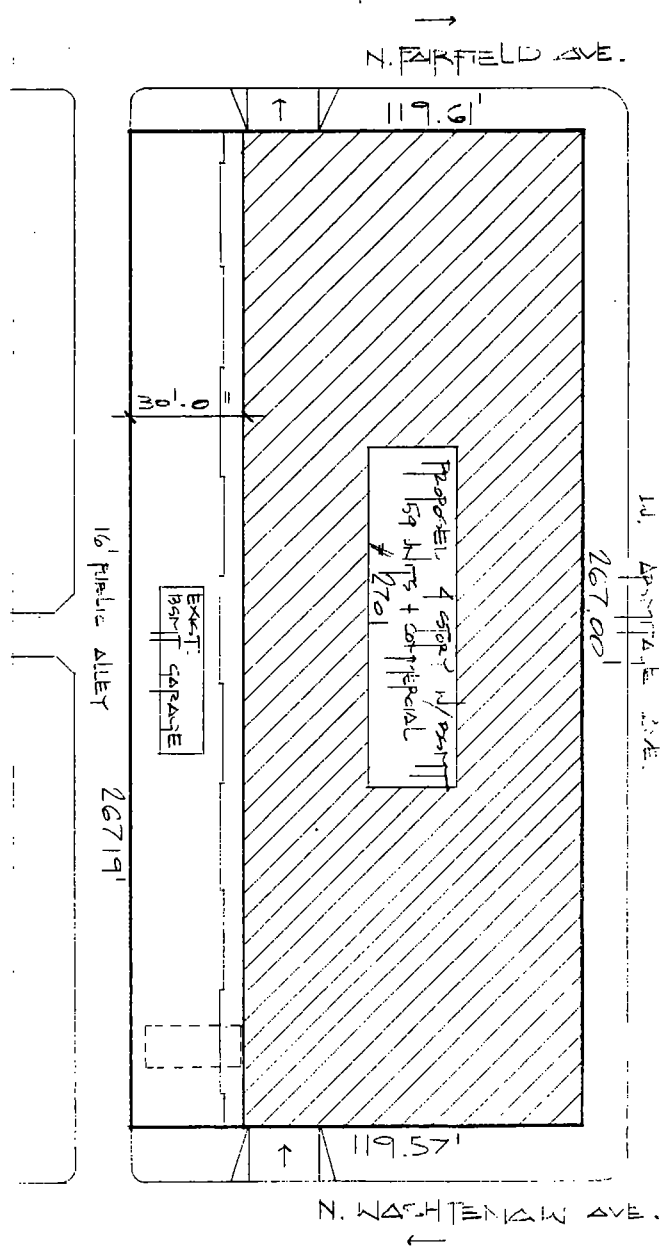 N. FAIRFIELD AVE.
119.61'
30'.0"
PROPOSED 4 STORY W/BSMT
59 UNITS + COMMERCIAL
# 2701
W. ARMITAGE AVE.
267.00'
16' PUBLIC ALLEY
EXIST.
BSMT GARAGE
267.19'
119.57'
N. WASHTENAW AVE.